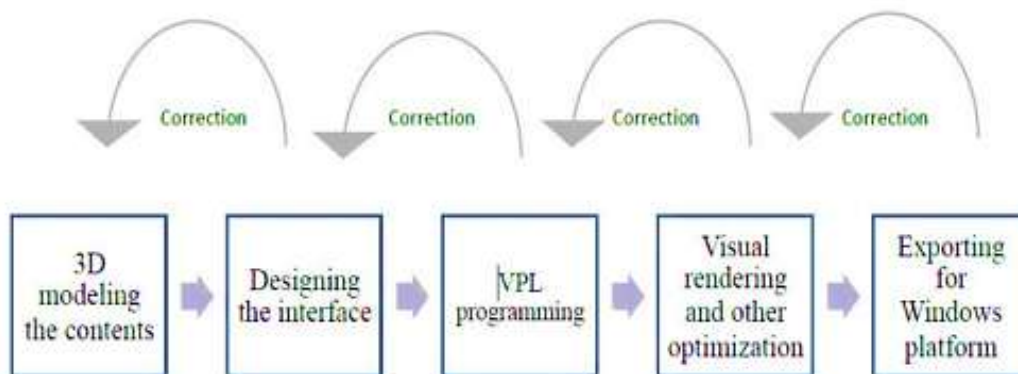 Correction
Correction
Correction
Correction
3D
modeling
the contents
Designing
the interface
VPL
programming
Visual
rendering
and other
optimization
Exporting
for
Windows
platform